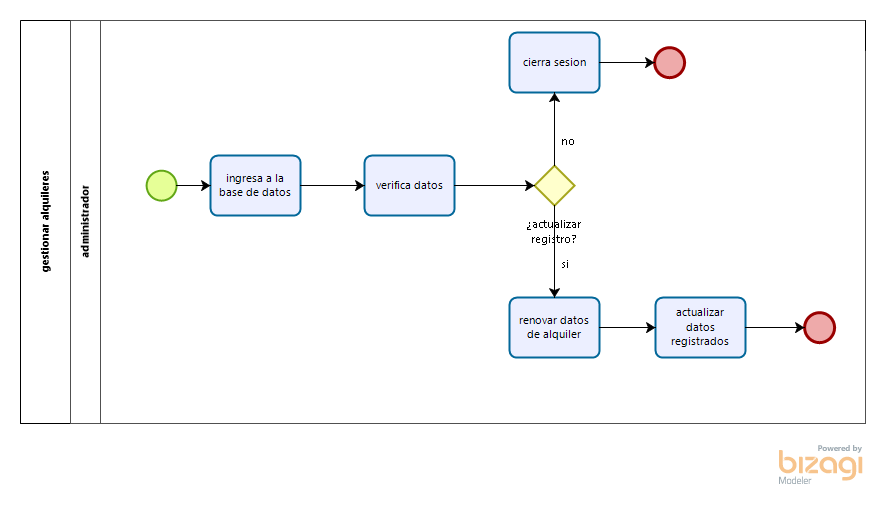 gestionar alquileres
administrador
ingresa a la
base de datos
verifica datos
cierra sesion
no
¿actualizar
registro?
si
renovar datos
de alquiler
actualizar
datos
registrados
Powered by
bizagi
Modeler